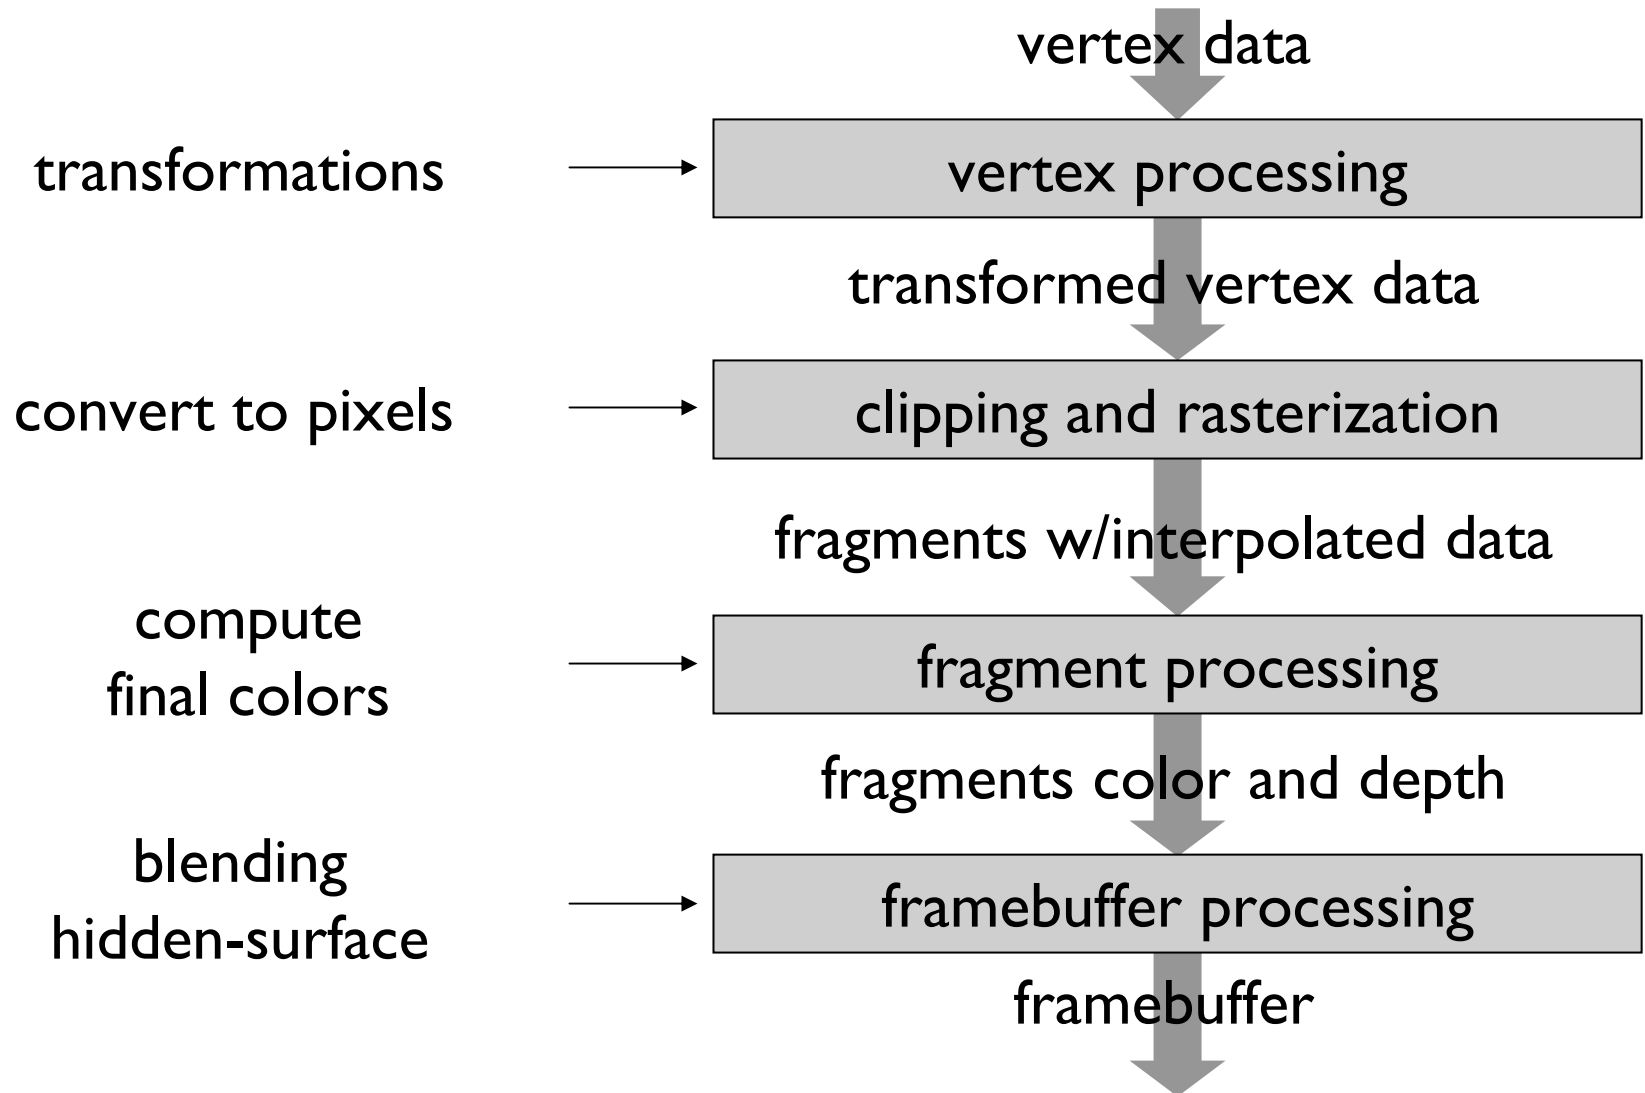 vertex data
transformations
vertex processing
transformed vertex data
convert to pixels
clipping and rasterization
fragments w/interpolated data
compute
final colors
fragment processing
fragments color and depth
blending
hidden-surface
framebuffer processing
framebuffer